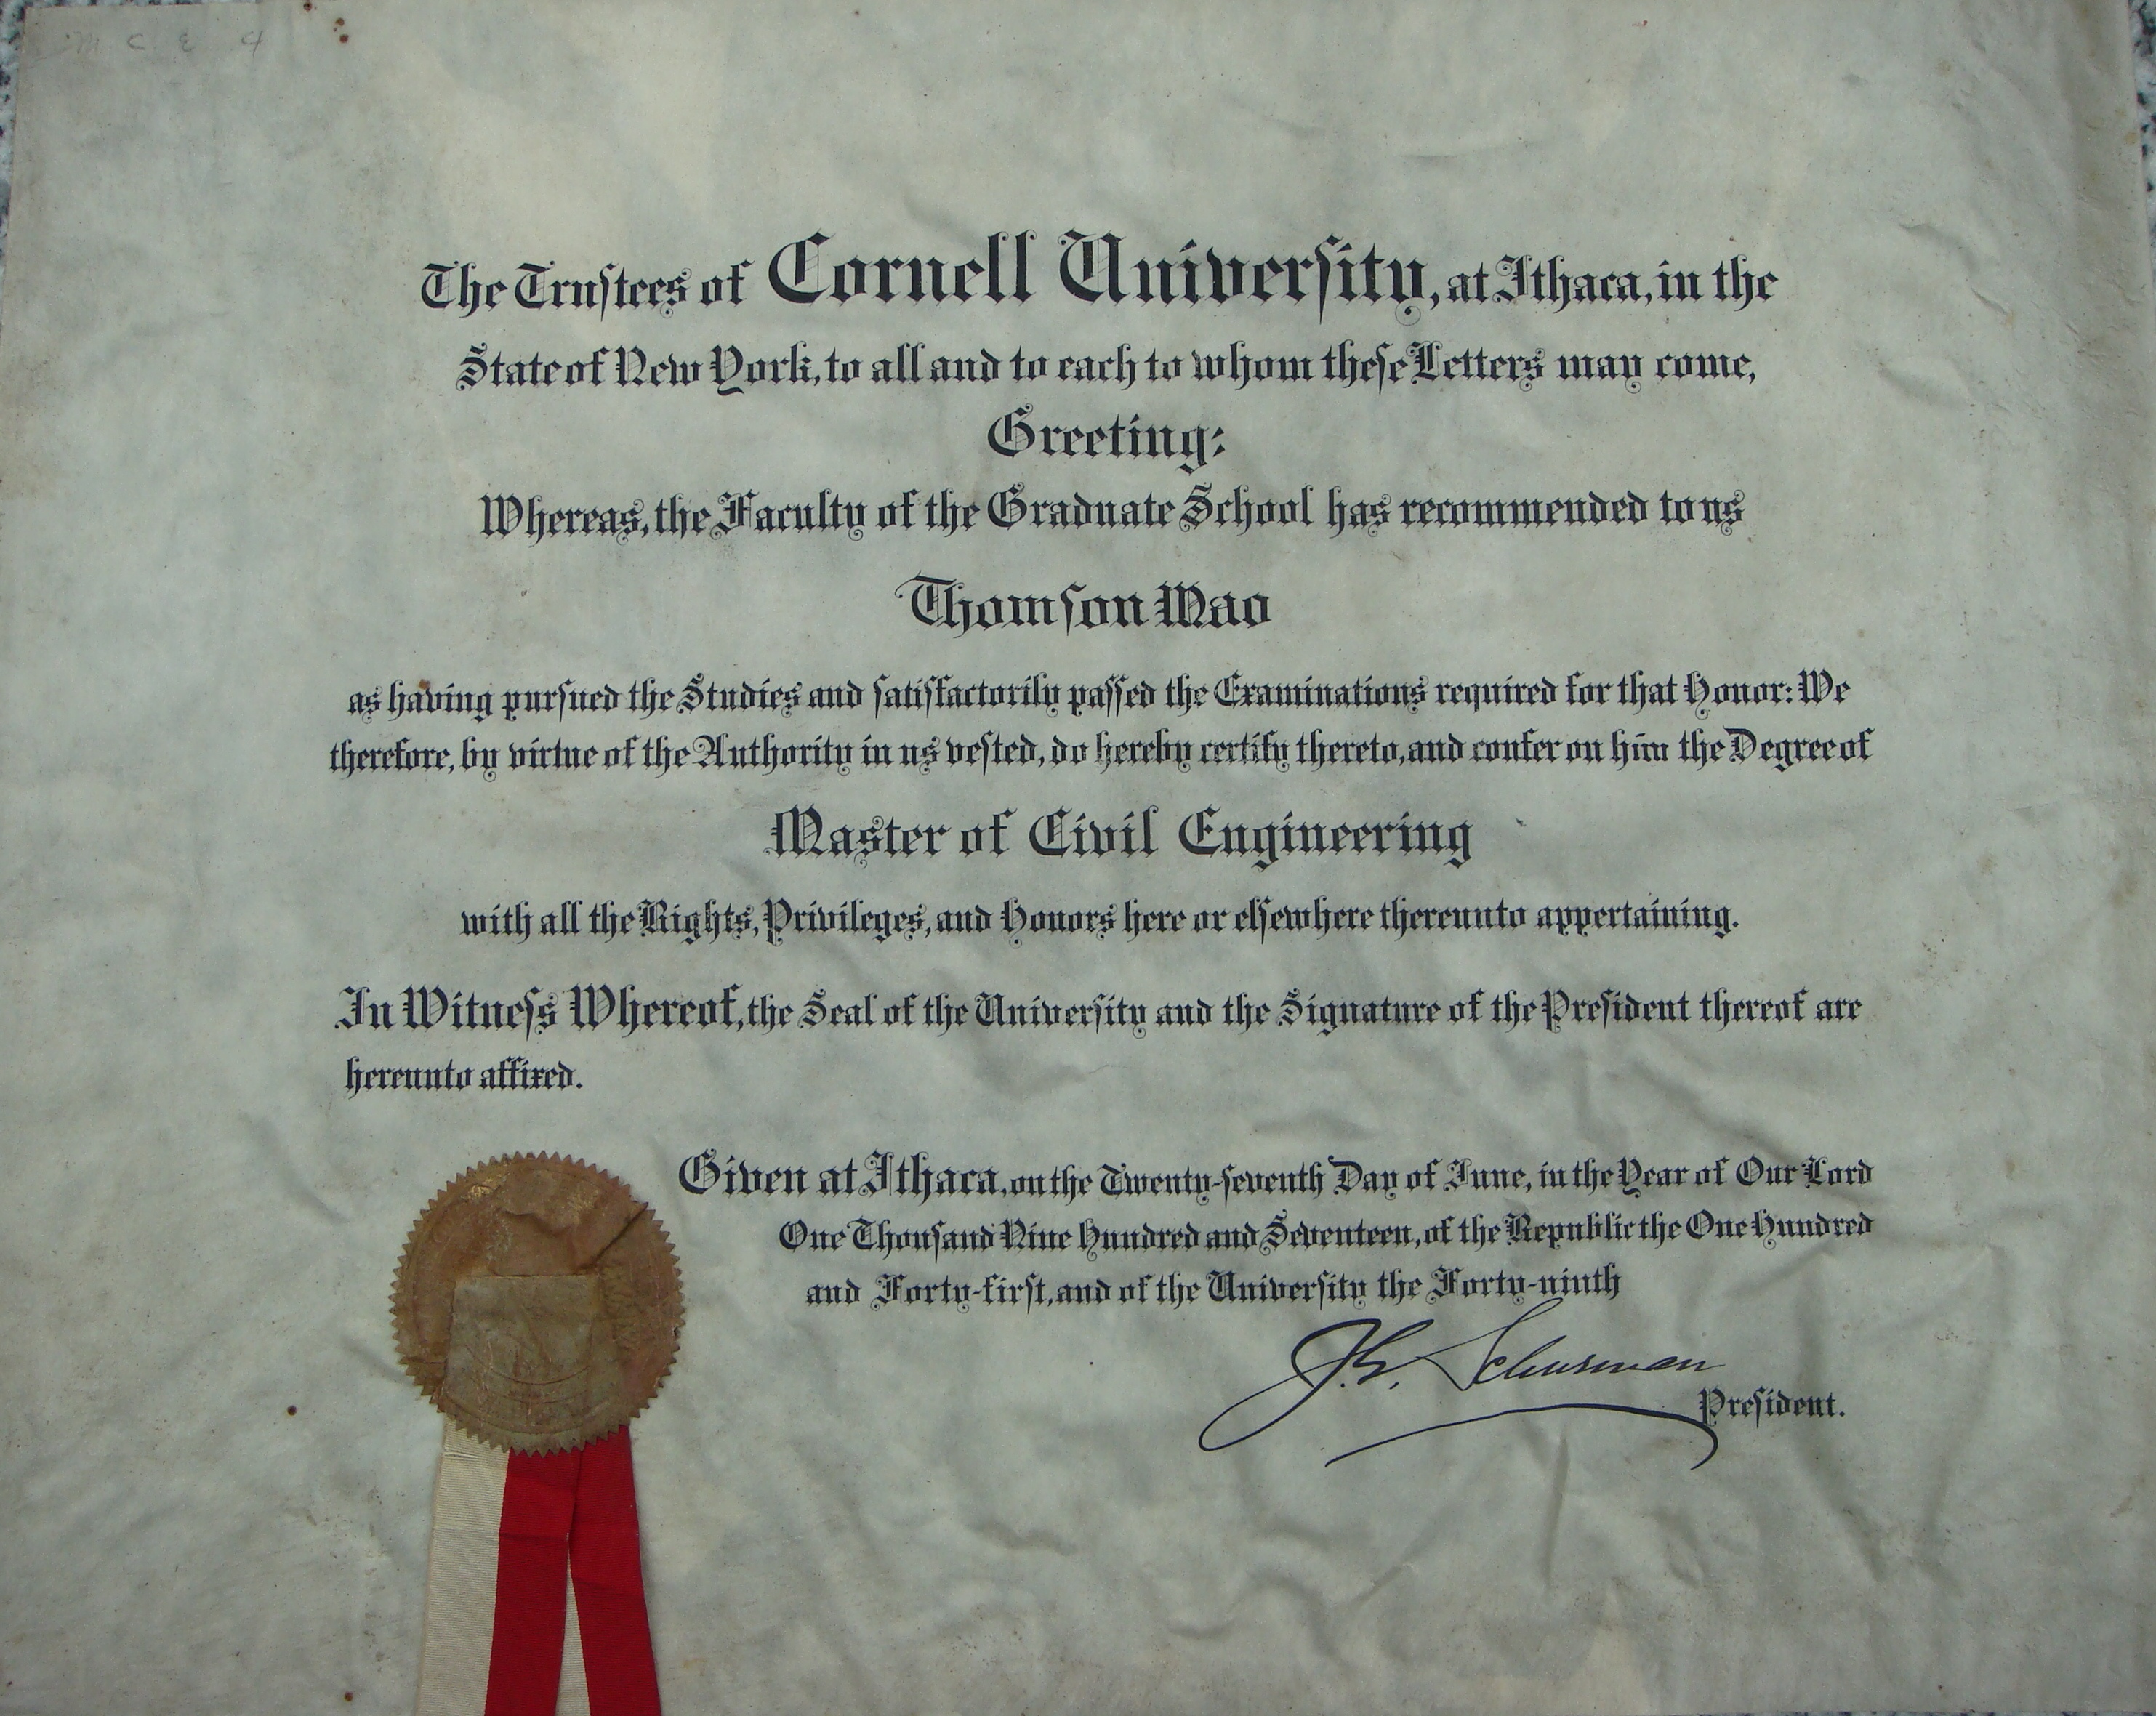 M C E 4
The Trustees of Cornell University, at Ithaca, in the
State of New York, to all and to each to whom theſe Letters may come,
Greeting:
Whereas, the Faculty of the Graduate School has recommended to us
Thomſon Mao
as having purſued the Studies and ſatiſfactorily paſſed the Examinations required for that Honor: We
therefore, by virtue of the Authority in us veſted, do hereby certify thereto, and confer on him the Degree of
Master of Civil Engineering
with all the Rights, Privileges, and Honors here or elſewhere thereunto appertaining.
In Witneſs Whereof, the Seal of the Univerſity and the Signature of the Preſident thereof are
hereunto affixed.
Given at Ithaca, on the Twenty-ſeventh Day of June, in the Year of Our Lord
One Thouſand Nine Hundred and Seventeen, of the Republic the One Hundred
and Forty-firſt, and of the Univerſity the Forty-ninth
J. G. Schurman
Preſident.